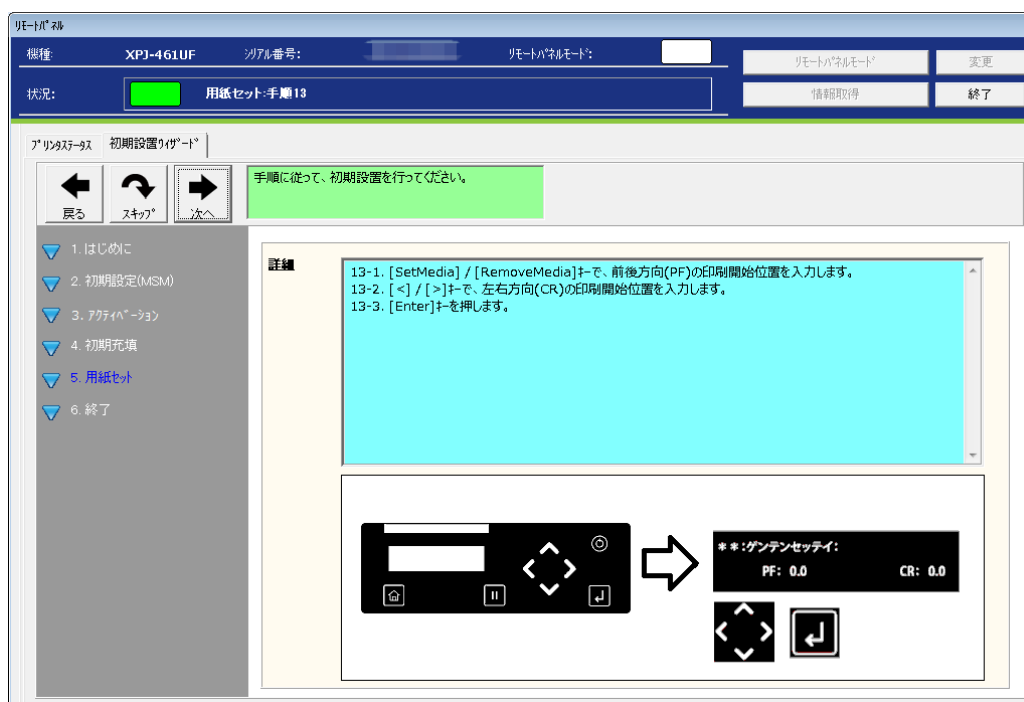 リモートパネル
機種: XPJ-461UF シリアル番号: リモートパネルモード: リモートパネルモード 変更
状況: 用紙セット:手順13 情報取得 終了
プリンタステータス 初期設置ウィザード
戻る スキップ 次へ 手順に従って、初期設置を行ってください。
1. はじめに
2. 初期設定(MSM)
3. アクティベーション
4. 初期充填
5. 用紙セット
6. 終了
詳細
13-1. [SetMedia] / [RemoveMedia]キーで、前後方向(PF)の印刷開始位置を入力します。
13-2. [<] / [>]キーで、左右方向(CR)の印刷開始位置を入力します。
13-3. [Enter]キーを押します。
**:ゲンテンセッテイ:
PF: 0.0 CR: 0.0